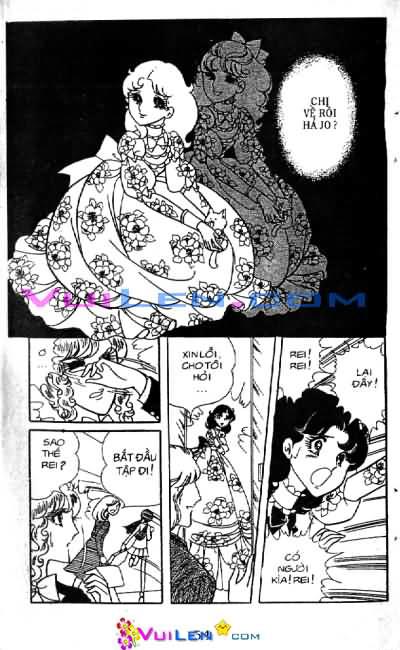 CHỊ
VỀ RỒI
HẢ JO?
VUILEN.COM
REI!
REI!
LẠI
ĐÂY!
CÓ
NGƯỜI
KÌA! REI!
XIN LỖI,
CHO TÔI
HỎI
...
Ơ
...
SAO
THẾ
REI?
BẮT ĐẦU
TẬP ĐI!
VUILEN.COM